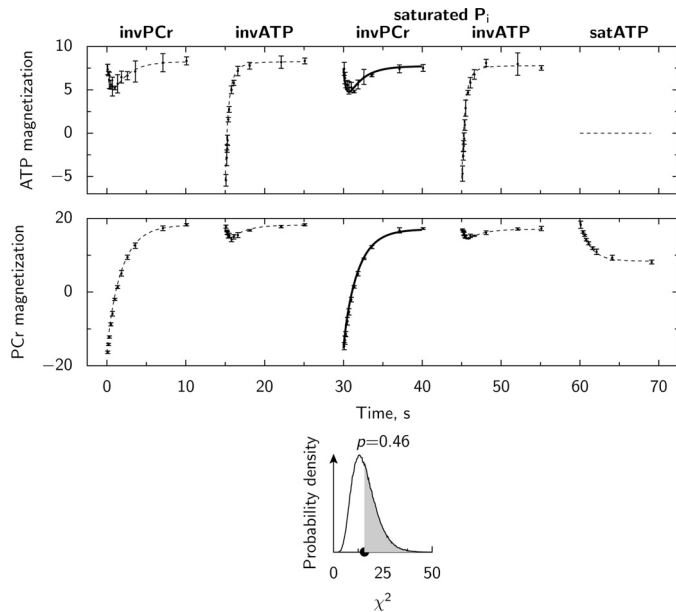 saturated Pi
invPCr invATP invPCr invATP satATP
ATP magnetization
10
5
0
−5
PCr magnetization
20
0
−20
0 10 20 30 40 50 60 70
Time, s
p=0.46
Probability density
0 25 50
χ2